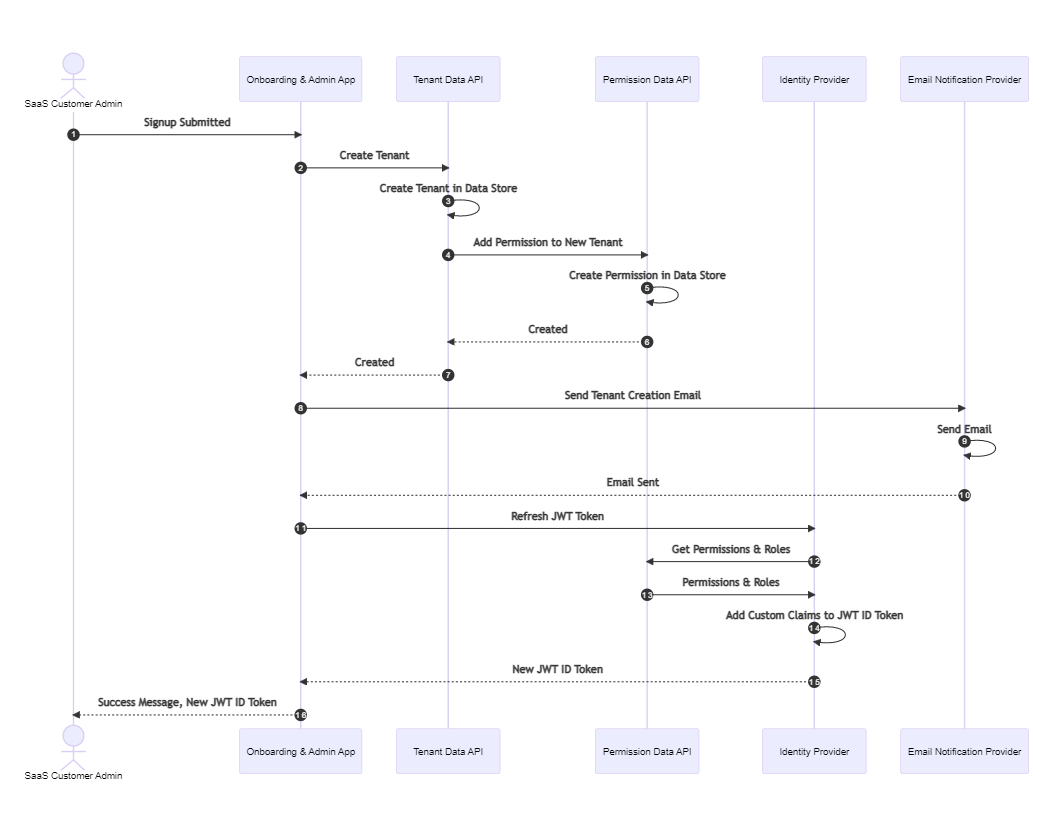 Onboarding & Admin App
Tenant Data API
Permission Data API
Identity Provider
Email Notification Provider
SaaS Customer Admin
Signup Submitted
1
Create Tenant
2
Create Tenant in Data Store
3
Add Permission to New Tenant
4
Create Permission in Data Store
5
Created
6
Created
7
Send Tenant Creation Email
8
Send Email
9
Email Sent
10
Refresh JWT Token
11
Get Permissions & Roles
12
Permissions & Roles
13
Add Custom Claims to JWT ID Token
14
New JWT ID Token
15
Success Message, New JWT ID Token
16
Onboarding & Admin App
Tenant Data API
Permission Data API
Identity Provider
Email Notification Provider
SaaS Customer Admin